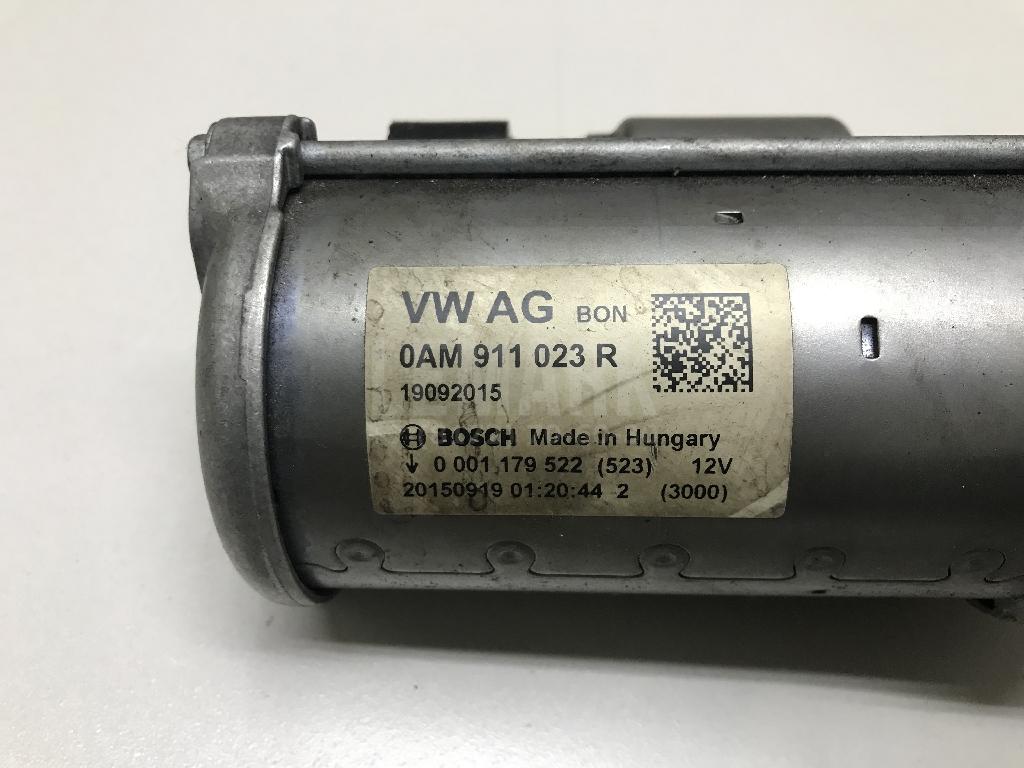 VW AG BON
0AM 911 023 R
19092015
BOSCH Made in Hungary
↓ 0 001 179 522 (523) 12V
20150919 01:20:44 2 (3000)